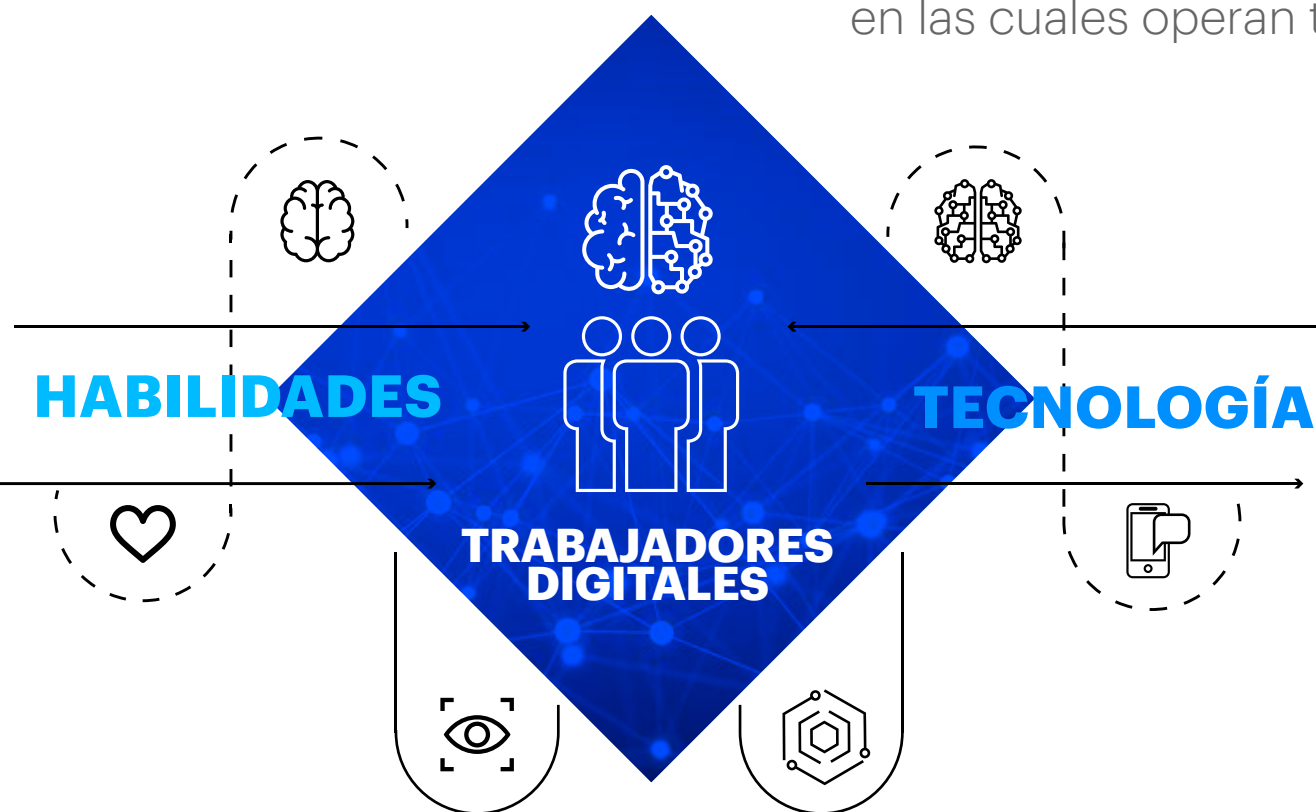 en las cuales operan
HABILIDADES
TECNOLOGÍA
TRABAJADORES
DIGITALES